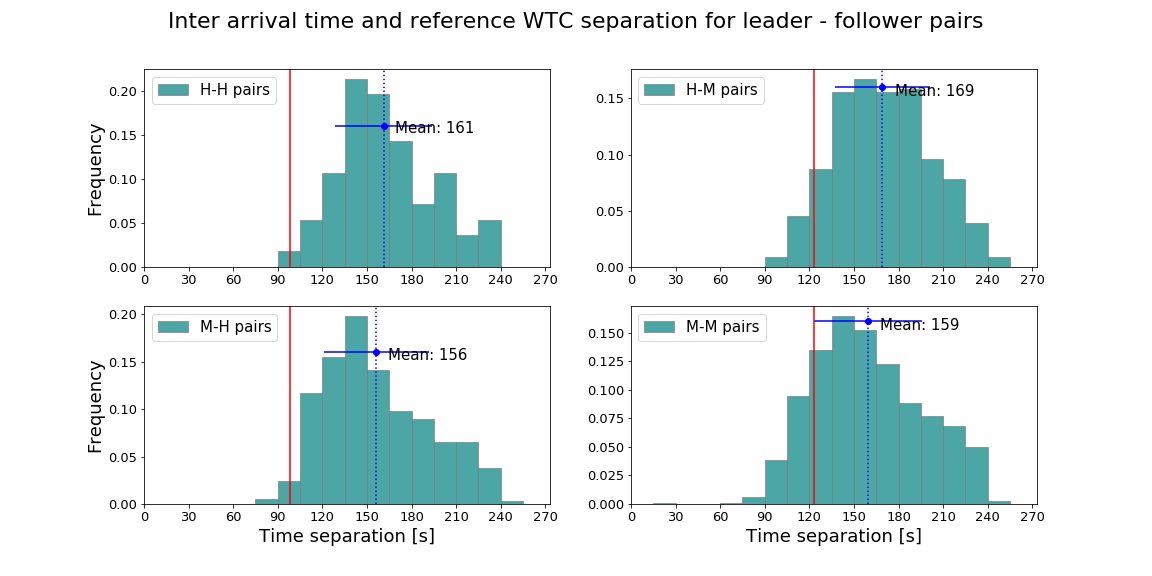 Inter arrival time and reference WTC separation for leader - follower pairs
H-H pairs
Mean: 161
Frequency
0.20
0.15
0.10
0.05
0.00
0 30 60 90 120 150 180 210 240 270
H-M pairs
Mean: 169
0.15
0.10
0.05
0.00
0 30 60 90 120 150 180 210 240 270
M-H pairs
Mean: 156
Frequency
0.20
0.15
0.10
0.05
0.00
0 30 60 90 120 150 180 210 240 270
Time separation [s]
M-M pairs
Mean: 159
0.150
0.125
0.100
0.075
0.050
0.025
0.000
0 30 60 90 120 150 180 210 240 270
Time separation [s]